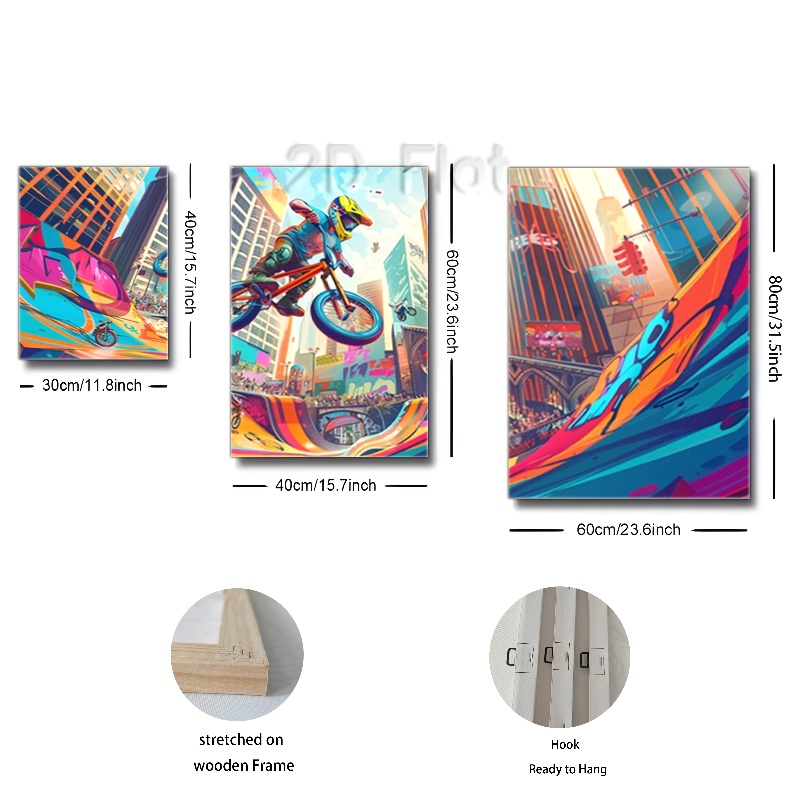 2D Flat
40cm/15.7inch
60cm/23.6inch
80cm/31.5inch
30cm/11.8inch
40cm/15.7inch
60cm/23.6inch
stretched on
wooden Frame
Hook
Ready to Hang